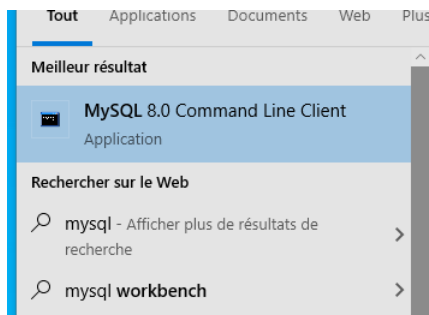 Tout Applications Documents Web Plus
Meilleur résultat
MySQL 8.0 Command Line Client
Application
Rechercher sur le Web
mysql - Afficher plus de résultats de
recherche
mysql workbench